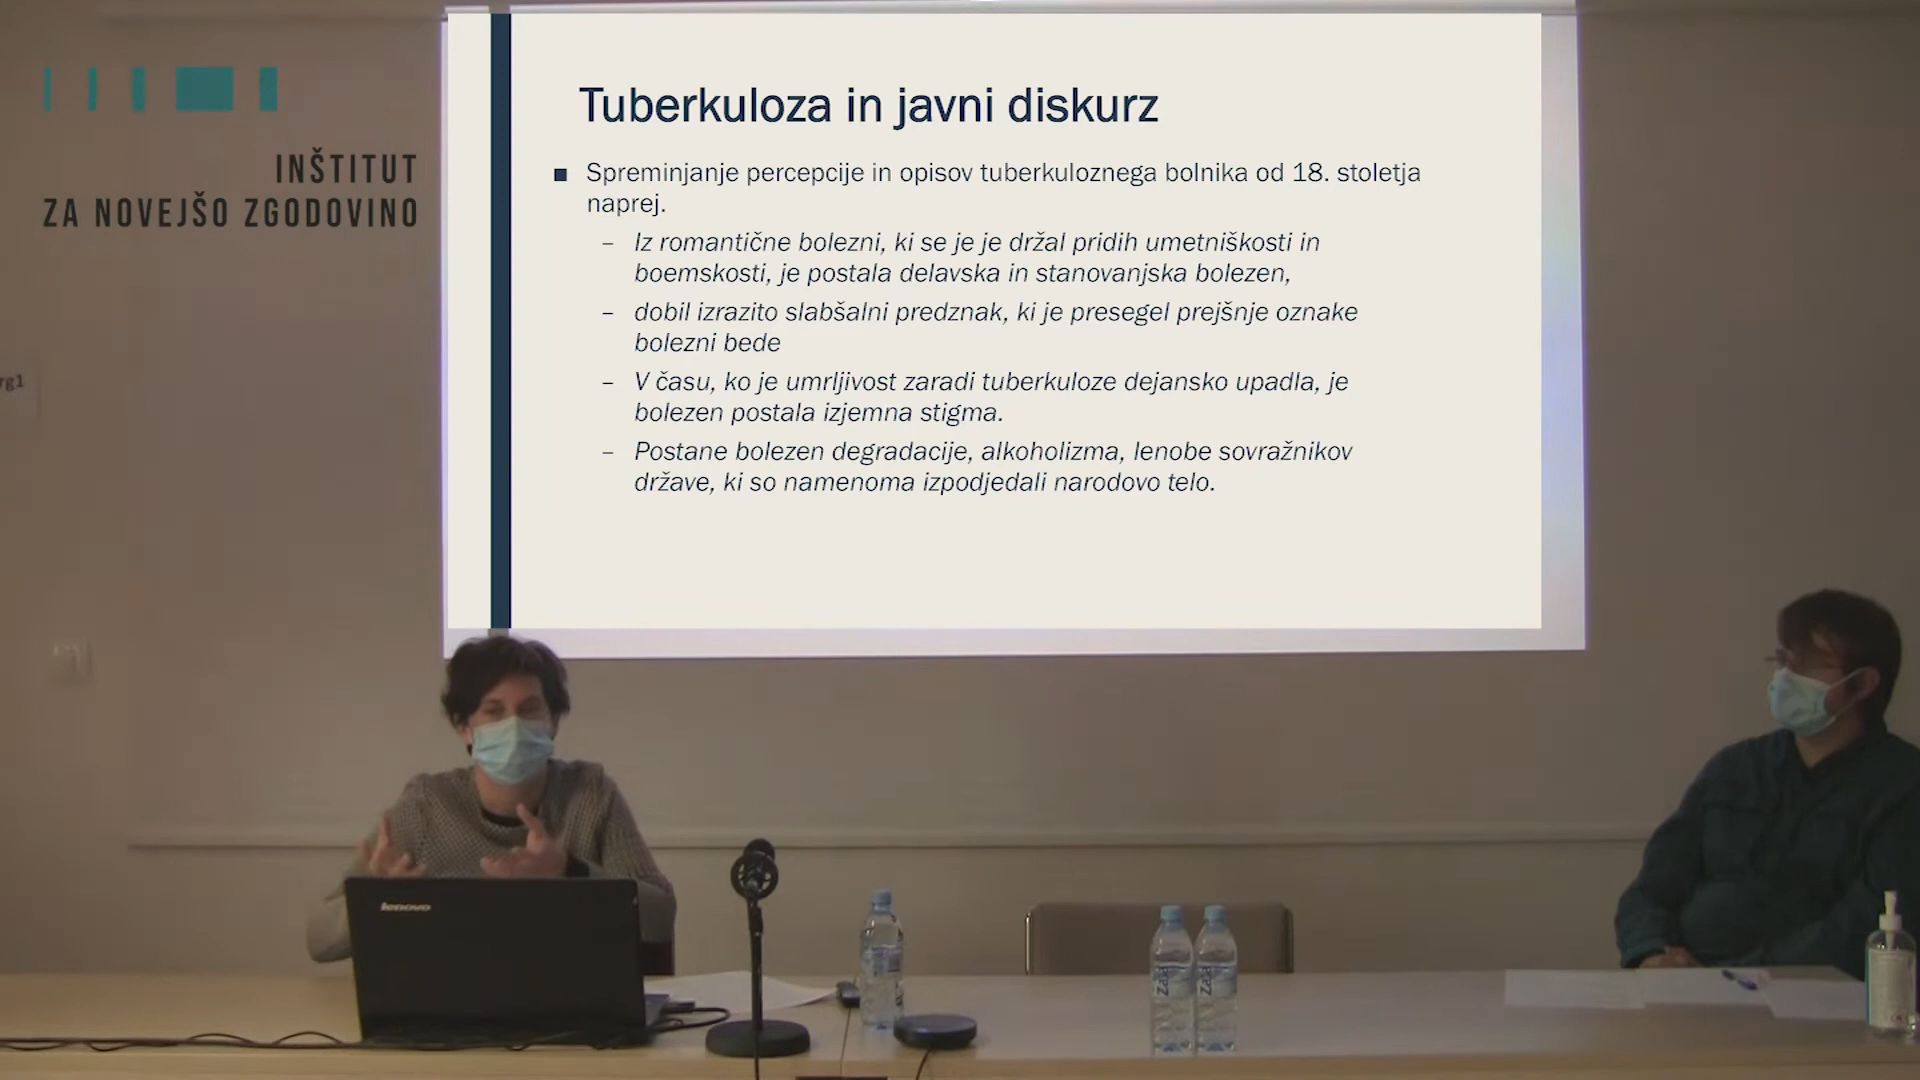 INŠTITUT
ZA NOVEJŠO ZGODOVINO
Tuberkuloza in javni diskurz
■ Spreminjanje percepcije in opisov tuberkuloznega bolnika od 18. stoletja
naprej.
– Iz romantične bolezni, ki se je je držal pridih umetniškosti in
boemskosti, je postala delavska in stanovanjska bolezen,
– dobil izrazito slabšalni predznak, ki je presegel prejšnje oznake
bolezni bede
– V času, ko je umrljivost zaradi tuberkuloze dejansko upadla, je
bolezen postala izjemna stigma.
– Postane bolezen degradacije, alkoholizma, lenobe sovražnikov
države, ki so namenoma izpodjedali narodovo telo.
rg1
lenovo